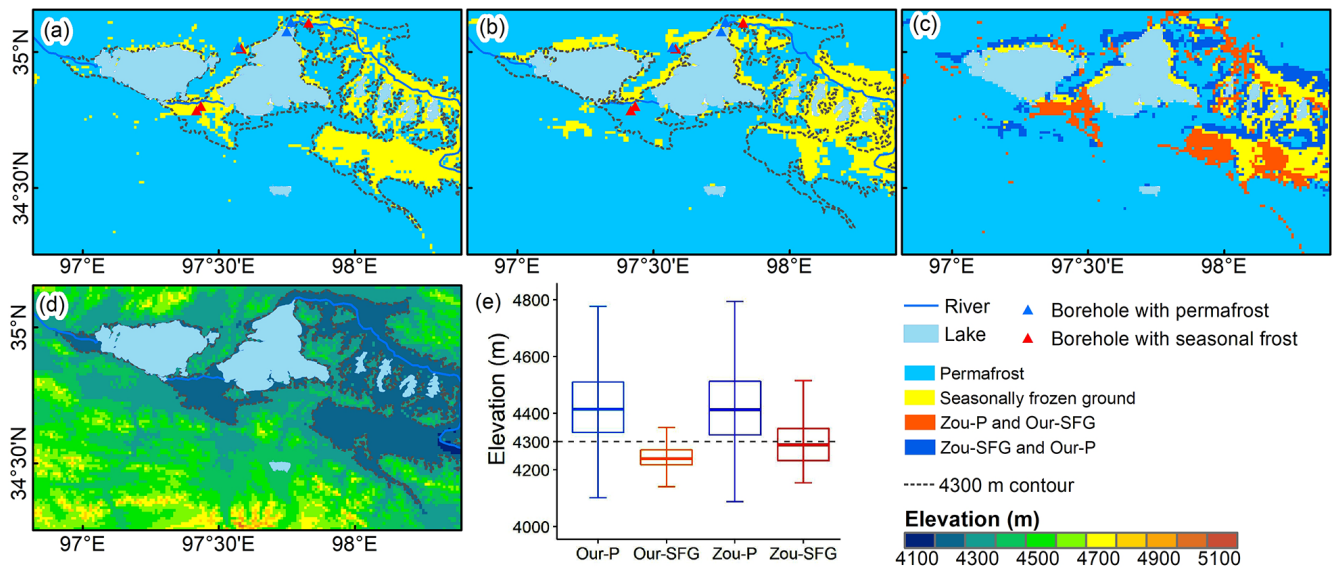 (a)
35°N
34°30'N
97°E
97°30'E
98°E
(b)
97°E
97°30'E
98°E
(c)
97°E
97°30'E
98°E
(d)
35°N
34°30'N
97°E
97°30'E
98°E
(e)
Elevation (m)
4800
4600
4400
4300
4200
4000
Our-P Our-SFG Zou-P Zou-SFG
River
Lake
Borehole with permafrost
Borehole with seasonal frost
Permafrost
Seasonally frozen ground
Zou-P and Our-SFG
Zou-SFG and Our-P
4300 m contour
Elevation (m)
4100 4300 4500 4700 4900 5100